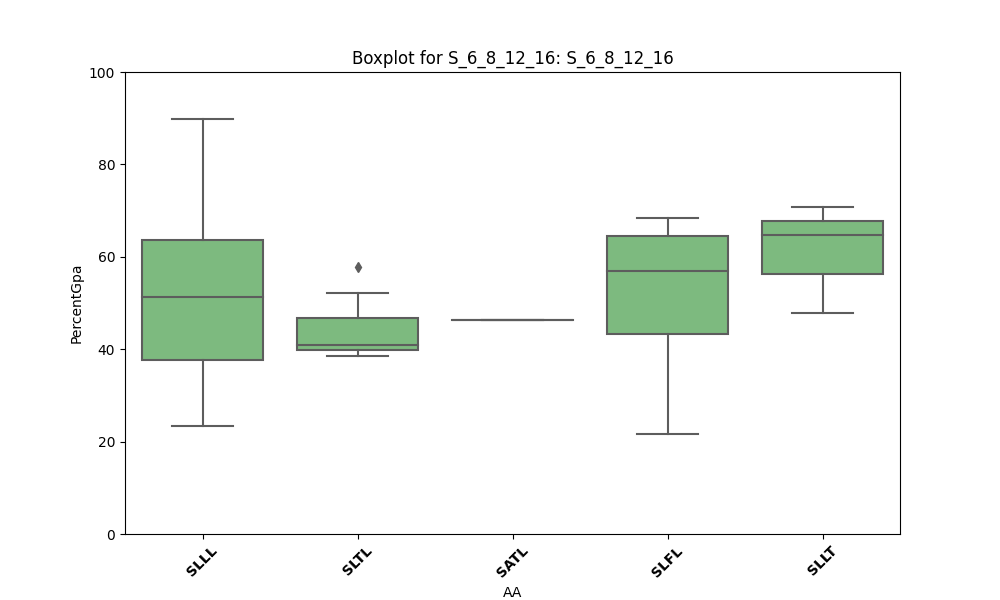 Boxplot for S_6_8_12_16: S_6_8_12_16
PercentGpa
100
80
60
40
20
0
SLLL
SLTL
SATL
SLFL
SLLT
AA